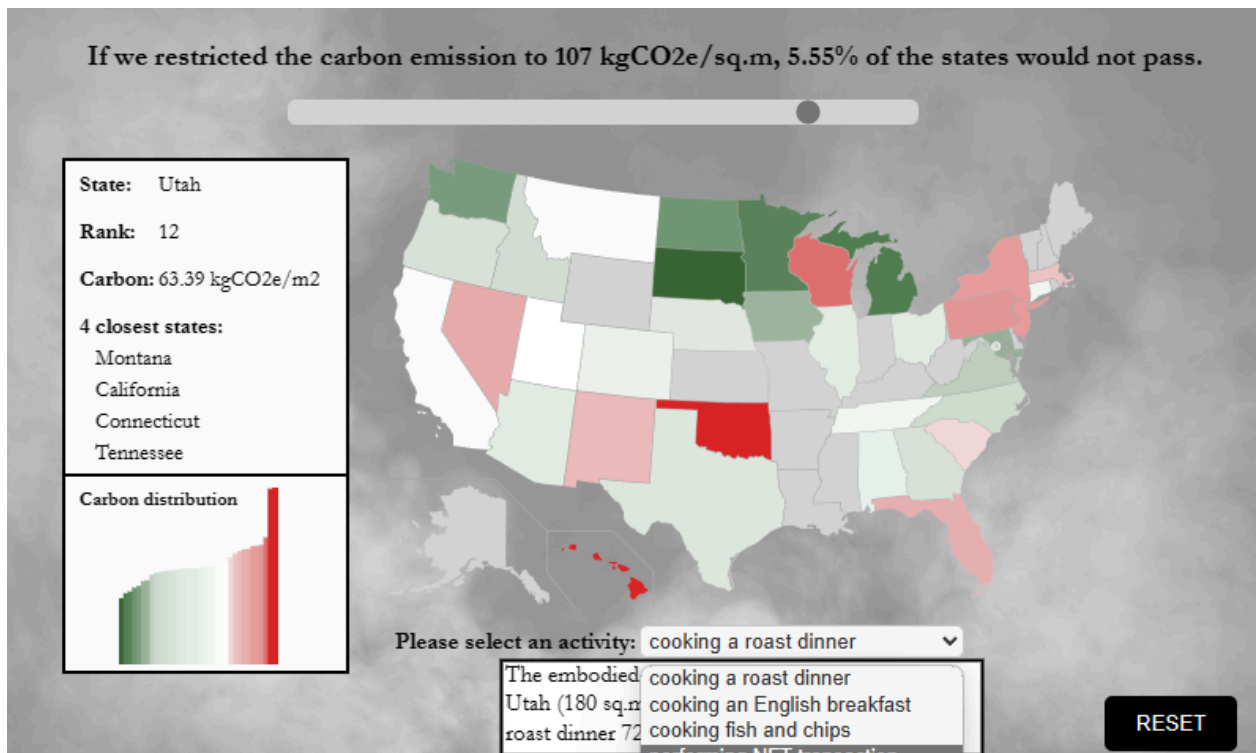 If we restricted the carbon emission to 107 kgCO2e/sq.m, 5.55% of the states would not pass.
State: Utah
Rank: 12
Carbon: 63.39 kgCO2e/m2
4 closest states:
Montana
California
Connecticut
Tennessee
Carbon distribution
Please select an activity: cooking a roast dinner
The embodied
Utah (180 sq.m
roast dinner 72
cooking a roast dinner
cooking an English breakfast
cooking fish and chips
performing NFT transaction
RESET